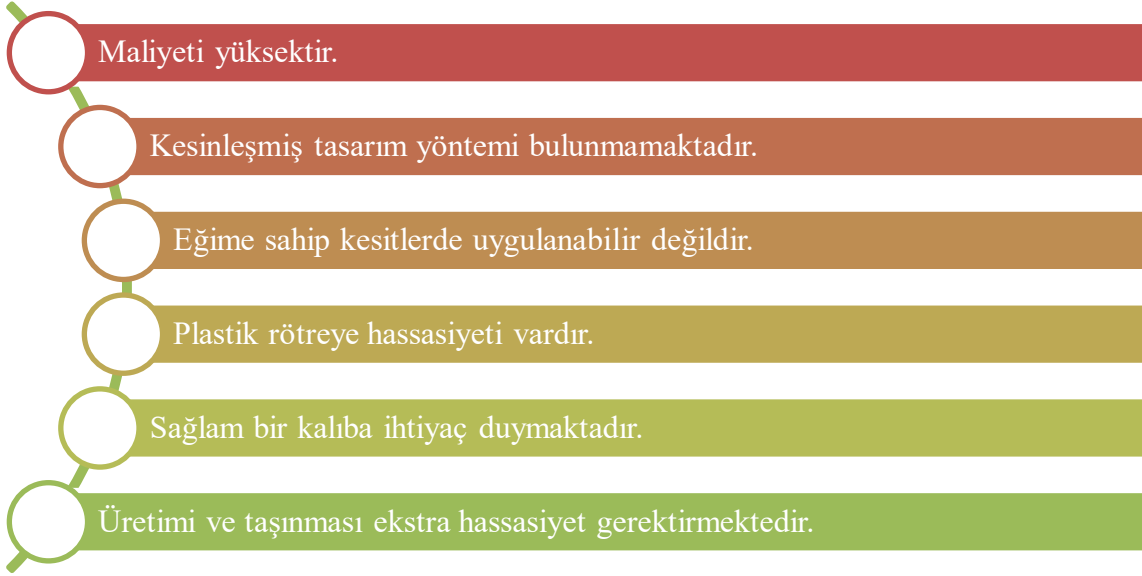 Maliyeti yüksektir.
Kesinleşmiş tasarım yöntemi bulunmamaktadır.
Eğime sahip kesitlerde uygulanabilir değildir.
Plastik rötreye hassasiyeti vardır.
Sağlam bir kalıba ihtiyaç duymaktadır.
Üretimi ve taşınması ekstra hassasiyet gerektirmektedir.